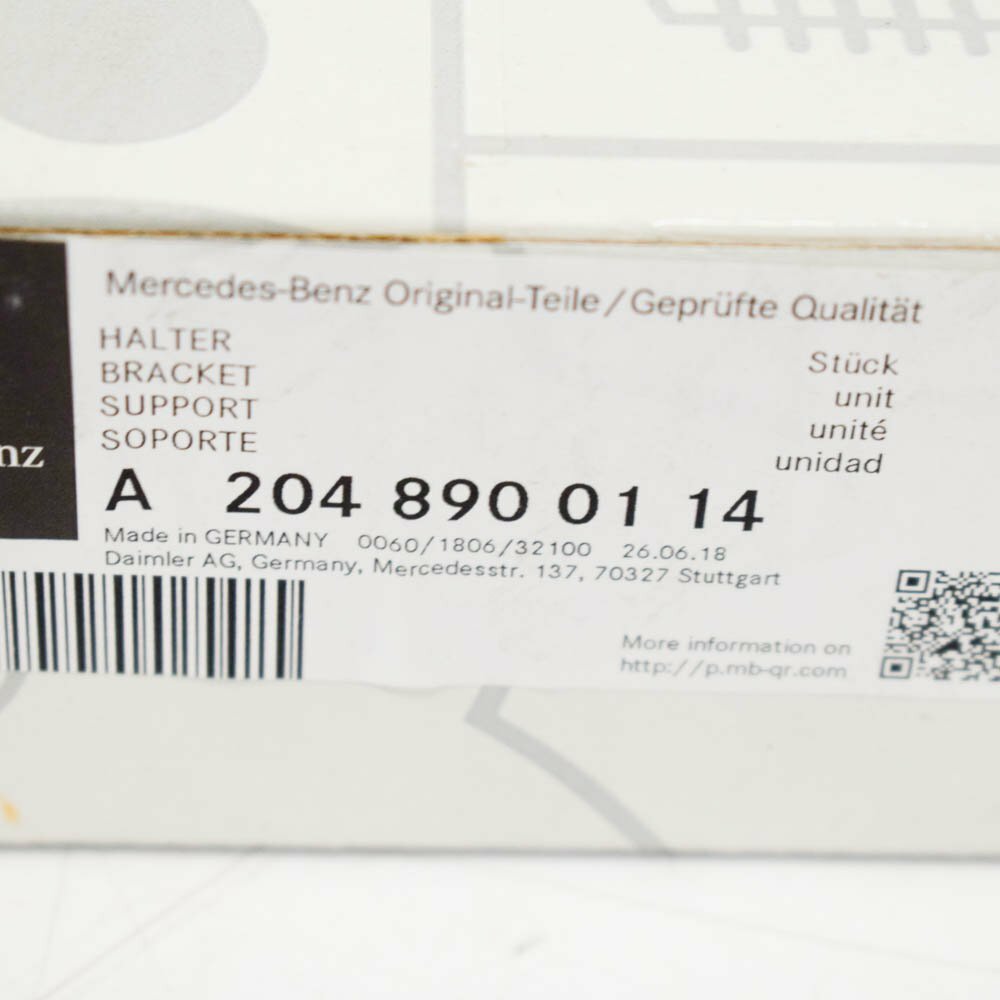 Mercedes-Benz Original-Teile / Geprüfte Qualität
HALTER
BRACKET
SUPPORT
SOPORTE
Stück
unit
unité
unidad
nz
A 204 890 01 14
Made in GERMANY 0060/1806/32100 26.06.18
Daimler AG, Germany, Mercedesstr. 137, 70327 Stuttgart
More information on
http://p.mb-qr.com